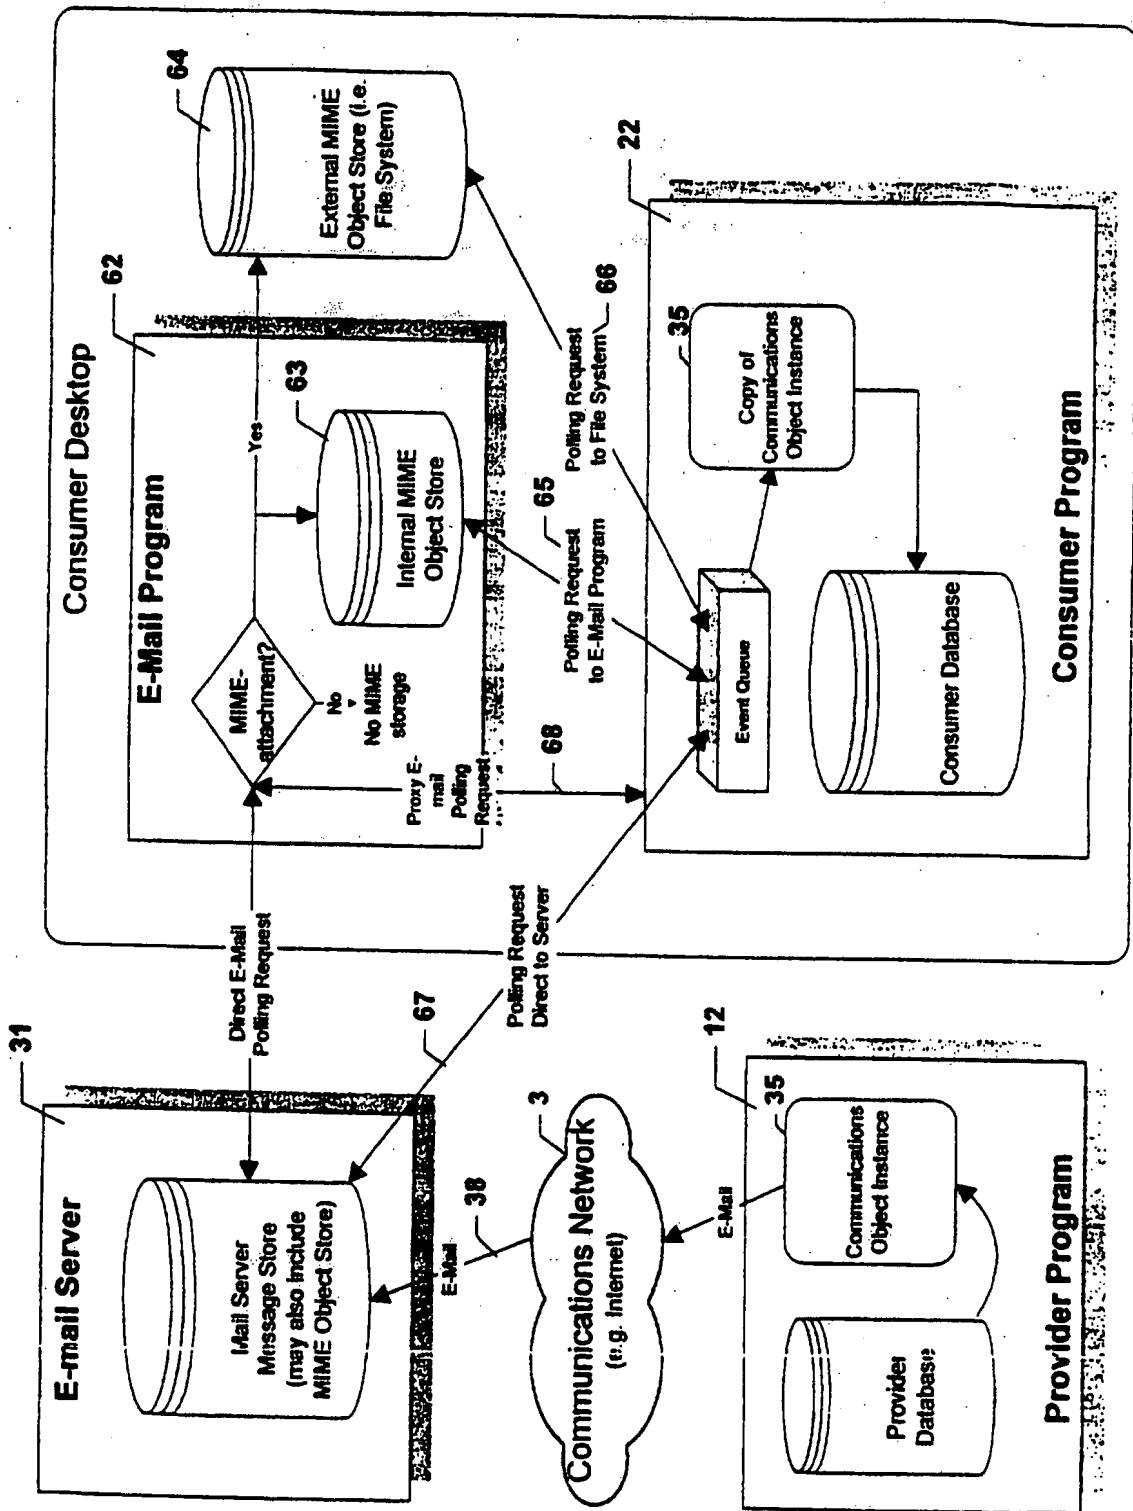 Consumer Desktop
E-Mail Program
62
MIME-
attachment?
Yes
No
No MIME
storage
63
Internal MIME
Object Store
64
External MIME
Object Store (i.e.
File System)
E-mail Server
31
Mail Server
Message Store
(may also include
MIME Object Store)
Direct E-Mail
Polling Request
67
Proxy E-
mail
Polling
Request
68
Polling Request
to E-Mail Program
65
Polling Request
to File System
66
Polling Request
Direct to Server
E-Mail
38
3
Communications Network
(e.g. Internet)
E-Mail
12
35
Communications
Object Instance
Provider
Database
Provider Program
22
Event Queue
35
Copy of
Communications
Object Instance
Consumer Database
Consumer Program